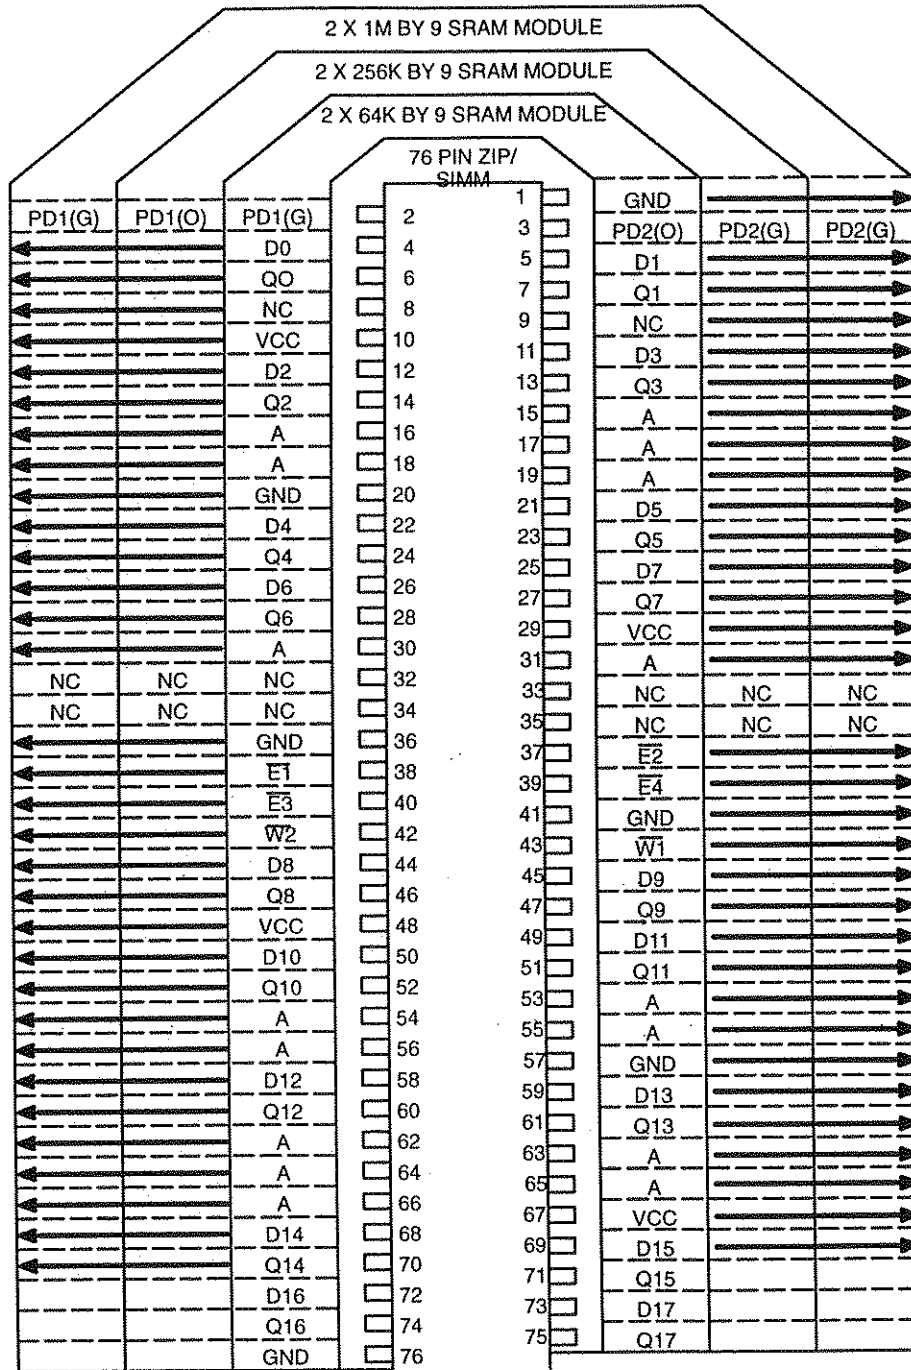 2 X 1M BY 9 SRAM MODULE
2 X 256K BY 9 SRAM MODULE
2 X 64K BY 9 SRAM MODULE
76 PIN ZIP/
SIMM
1 GND
PD1(G) PD1(O) PD1(G) 2
3 PD2(O) PD2(G) PD2(G)
D0 4
5 D1
QO 6
7 Q1
NC 8
9 NC
VCC 10
11 D3
D2 12
13 Q3
Q2 14
15 A
A 16
17 A
A 18
19 A
GND 20
21 D5
D4 22
23 Q5
Q4 24
25 D7
D6 26
27 Q7
Q6 28
29 VCC
A 30
31 A
NC NC NC 32
33 NC NC NC
NC NC NC 34
35 NC NC NC
GND 36
37 E̅2̅
E̅1̅ 38
39 E̅4̅
E̅3̅ 40
41 GND
W̅2̅ 42
43 W̅1̅
D8 44
45 D9
Q8 46
47 Q9
VCC 48
49 D11
D10 50
51 Q11
Q10 52
53 A
A 54
55 A
A 56
57 GND
D12 58
59 D13
Q12 60
61 Q13
A 62
63 A
A 64
65 A
A 66
67 VCC
D14 68
69 D15
Q14 70
71 Q15
D16 72
73 D17
Q16 74
75 Q17
GND 76